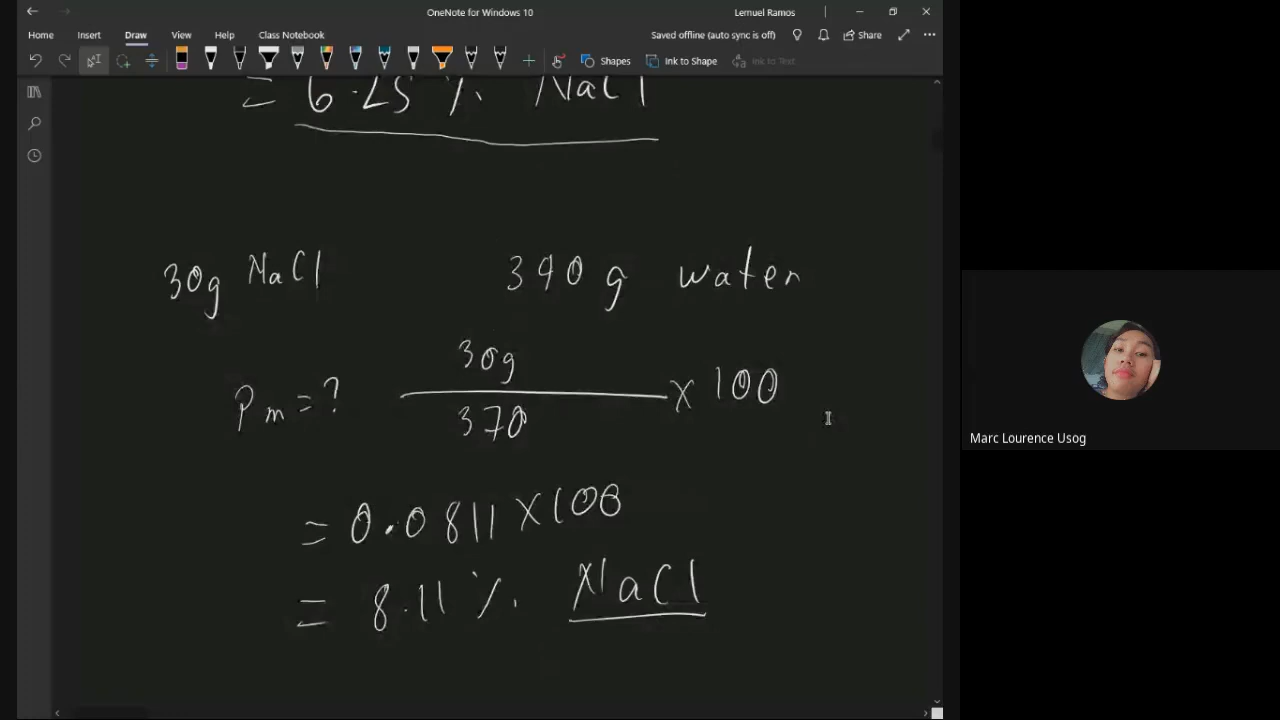 OneNote for Windows 10
Lemuel Ramos
Home Insert Draw View Help Class Notebook
Saved offline (auto sync is off) Share
Shapes Ink to Shape Ink to Text
= 6.25 % NaCl
30g NaCl 390 g water
Pm = ? 30g
370 x 100
= 0.0811 x 100
= 8.11 % NaCl
Marc Lourence Usog